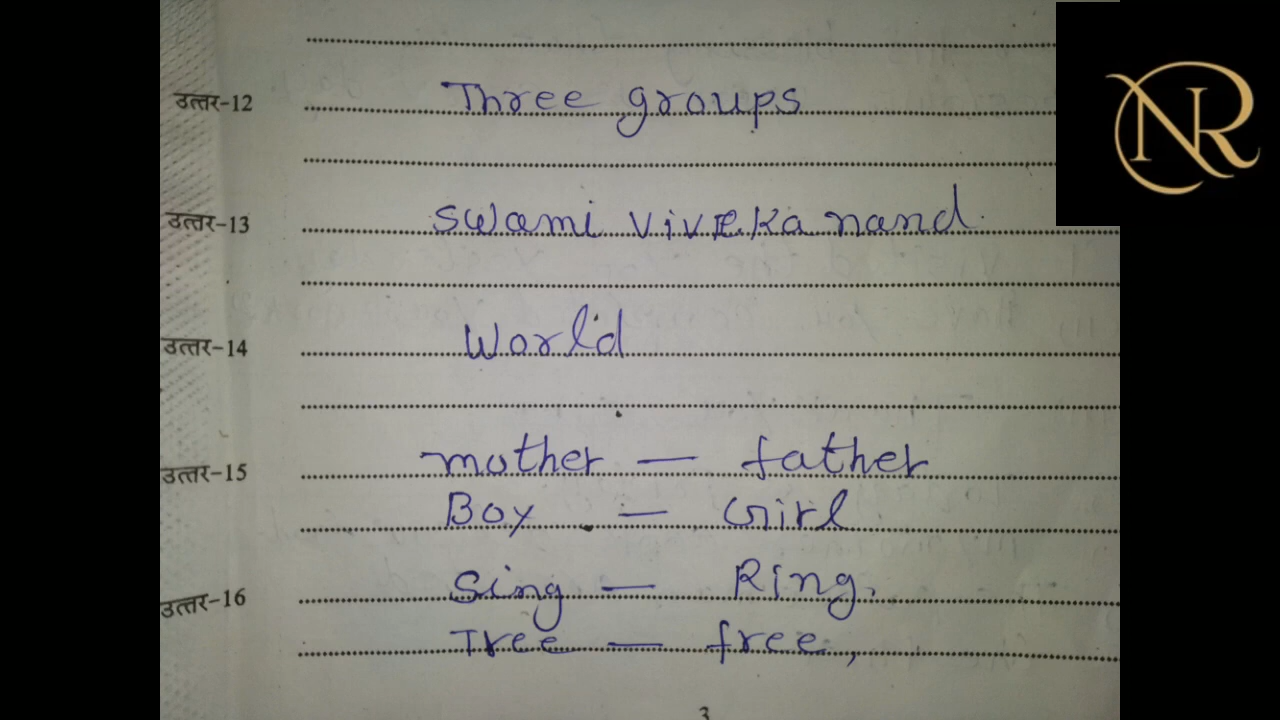 NR
उत्तर-12 Three groups
उत्तर-13 Swami Vivekanand.
उत्तर-14 World
उत्तर-15 mother — father
Boy — Girl
उत्तर-16 Sing — Ring.
Tree — free,
3